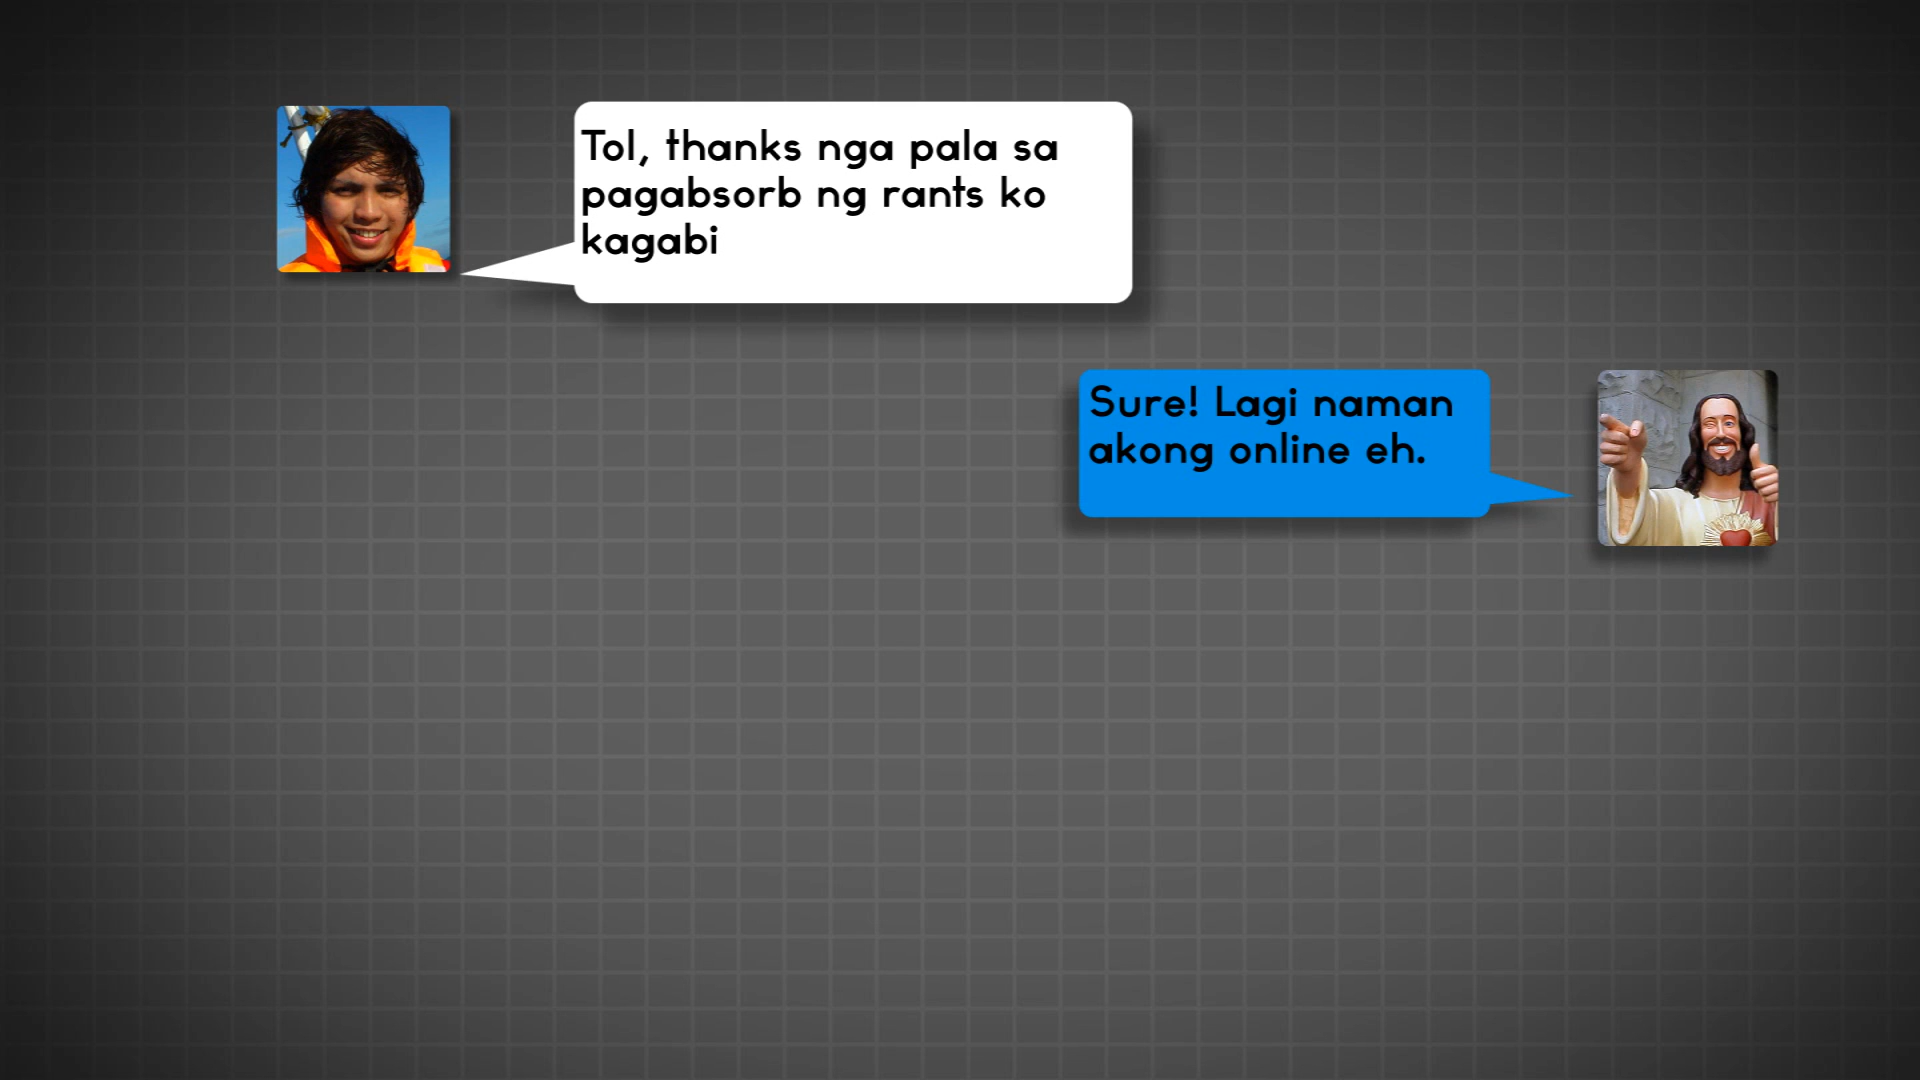 Tol, thanks nga pala sa
pagabsorb ng rants ko
kagabi
Sure! Lagi naman
akong online eh.